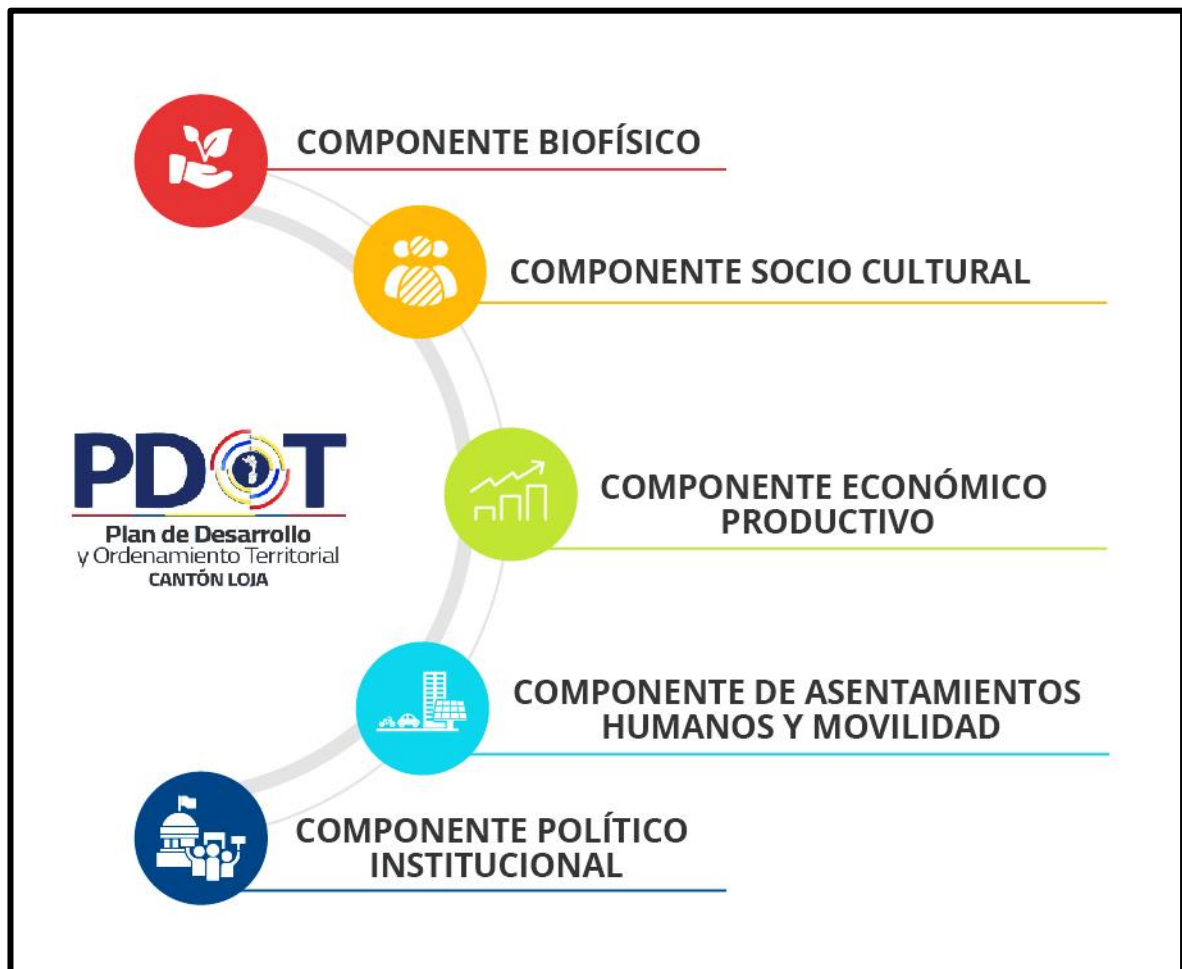 COMPONENTE BIOFÍSICO
COMPONENTE SOCIO CULTURAL
PDOT
Plan de Desarrollo
y Ordenamiento Territorial
CANTÓN LOJA
COMPONENTE ECONÓMICO
PRODUCTIVO
COMPONENTE DE ASENTAMIENTOS
HUMANOS Y MOVILIDAD
COMPONENTE POLÍTICO
INSTITUCIONAL